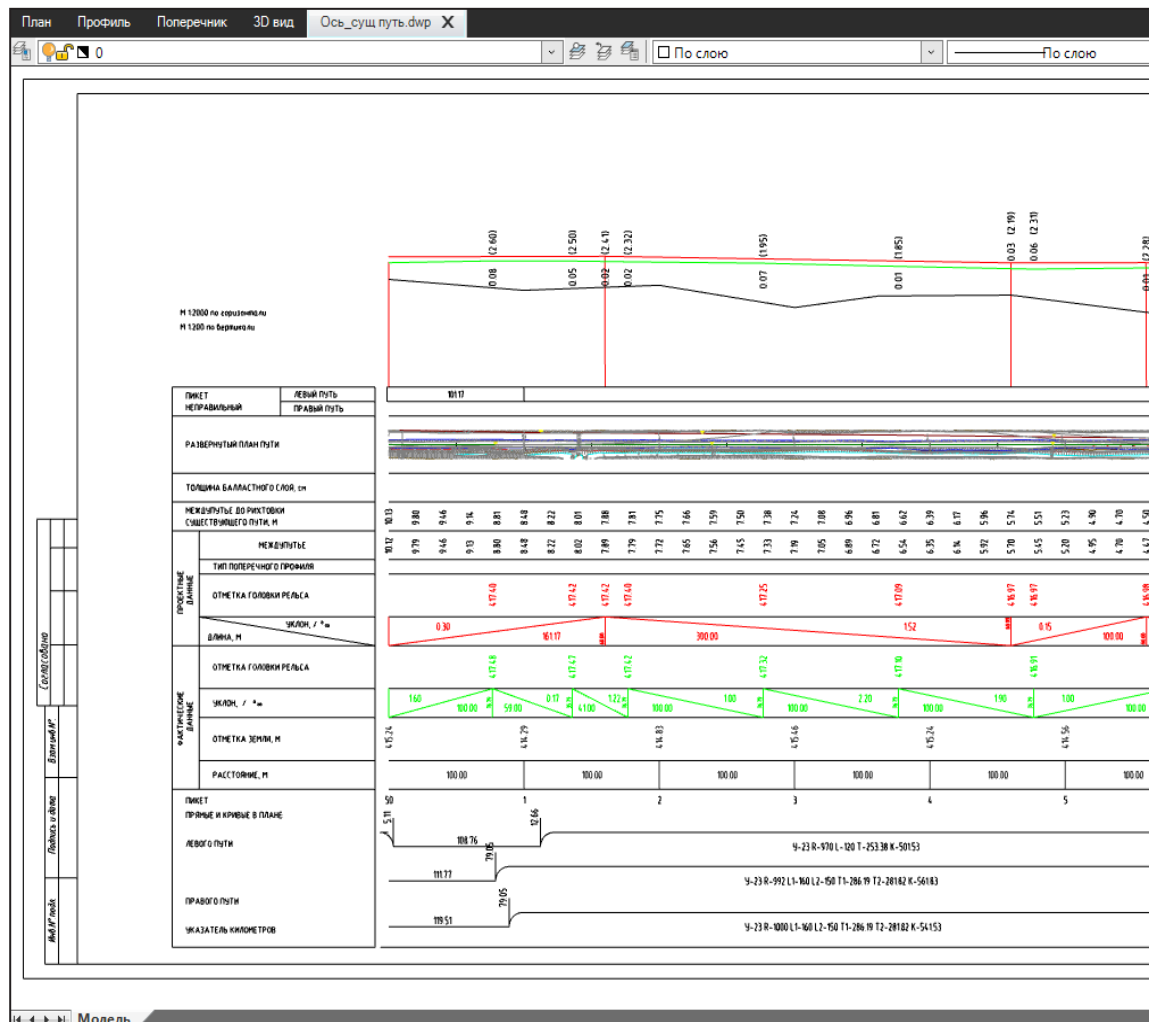 План Профиль Поперечник 3D вид Ось_сущ путь.dwp X
0 По слою По слою
(2.60) (2.50) (2.41) (2.32) (1.95) (1.85) 0.03 (2.19) 0.06 (2.31) (2.28)
0.08 0.05 0.02 0.02 0.07 0.01 0.01
М 12000 по горизонтали
М 1200 по вертикали
ПИКЕТ ЛЕВЫЙ ПУТЬ 101.17
НЕПРАВИЛЬНЫЙ ПРАВЫЙ ПУТЬ
РАЗВЕРНУТЫЙ ПЛАН ПУТИ
ТОЛЩИНА БАЛЛАСТНОГО СЛОЯ, см
МЕЖДУПУТЬЕ ДО РИХТОВКИ
СУЩЕСТВУЮЩЕГО ПУТИ, М
10.13 9.80 9.46 9.14 8.81 8.48 8.22 8.01 7.88 7.81 7.75 7.66 7.59 7.50 7.38 7.24 7.08 6.96 6.81 6.62 6.39 6.17 5.96 5.74 5.51 5.23 4.90 4.70 4.50
МЕЖДУПУТЬЕ
10.12 9.79 9.46 9.13 8.80 8.48 8.22 8.02 7.89 7.79 7.72 7.65 7.56 7.45 7.33 7.19 7.05 6.89 6.72 6.54 6.35 6.14 5.92 5.70 5.45 5.20 4.95 4.70 4.47
ПРОЕКТНЫЕ
ДАННЫЕ
ТИП ПОПЕРЕЧНОГО ПРОФИЛЯ
ОТМЕТКА ГОЛОВКИ РЕЛЬСА 417.40 417.42 417.42 417.40 417.25 417.09 416.97 416.97 416.98
УКЛОН, / ‰ 0.30 1.52 0.15
ДЛИНА, М 161.17 300.00 100.00
ФАКТИЧЕСКИЕ
ДАННЫЕ
ОТМЕТКА ГОЛОВКИ РЕЛЬСА 417.48 417.47 417.42 417.32 417.10 416.91
УКЛОН, / ‰ 1.60 0.17 1.22 1.00 2.20 1.90 1.00
100.00 59.00 41.00 100.00 100.00 100.00 100.00
ОТМЕТКА ЗЕМЛИ, М 415.24 414.29 414.83 415.46 415.24 414.56
РАССТОЯНИЕ, М 100.00 100.00 100.00 100.00 100.00 100.00
ПИКЕТ 50 1 2 3 4 5
ПРЯМЫЕ И КРИВЫЕ В ПЛАНЕ
5.11 12.66
ЛЕВОГО ПУТИ 108.76 У-23 R-970 L-120 T-253.38 K-501.53
79.05
111.77 У-23 R-992 L1-160 L2-150 T1-286.19 T2-281.82 K-561.83
ПРАВОГО ПУТИ 79.05
119.51 У-23 R-1000 L1-160 L2-150 T1-286.19 T2-281.82 K-541.53
УКАЗАТЕЛЬ КИЛОМЕТРОВ
Согласовано
Взам инв №.
Подпись и дата
Инв № подл
Модель